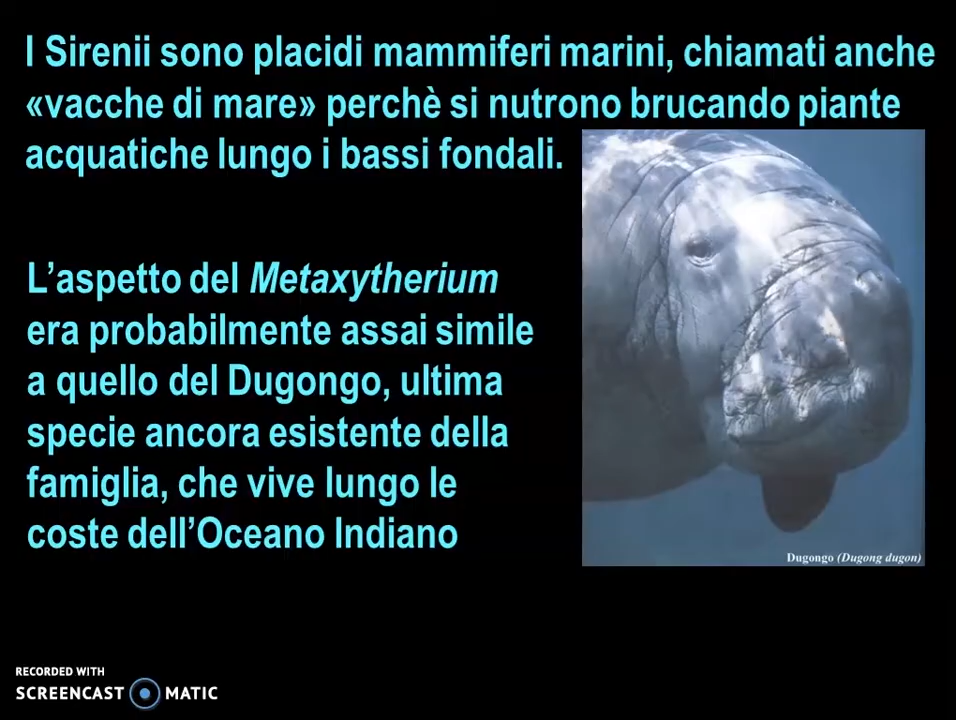 I Sirenii sono placidi mammiferi marini, chiamati anche
«vacche di mare» perchè si nutrono brucando piante
acquatiche lungo i bassi fondali.
L’aspetto del Metaxytherium
era probabilmente assai simile
a quello del Dugongo, ultima
specie ancora esistente della
famiglia, che vive lungo le
coste dell’Oceano Indiano
Dugongo (Dugong dugon)
RECORDED WITH
SCREENCAST MATIC